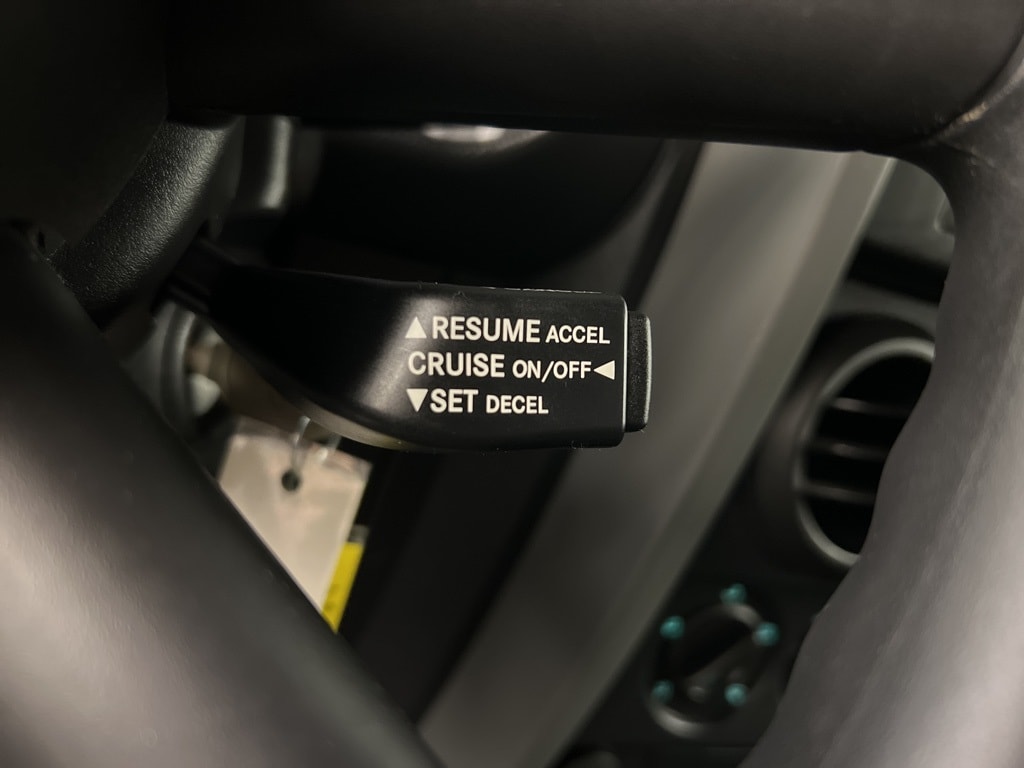 ▲RESUME ACCEL
CRUISE ON/OFF◀
▼SET DECEL